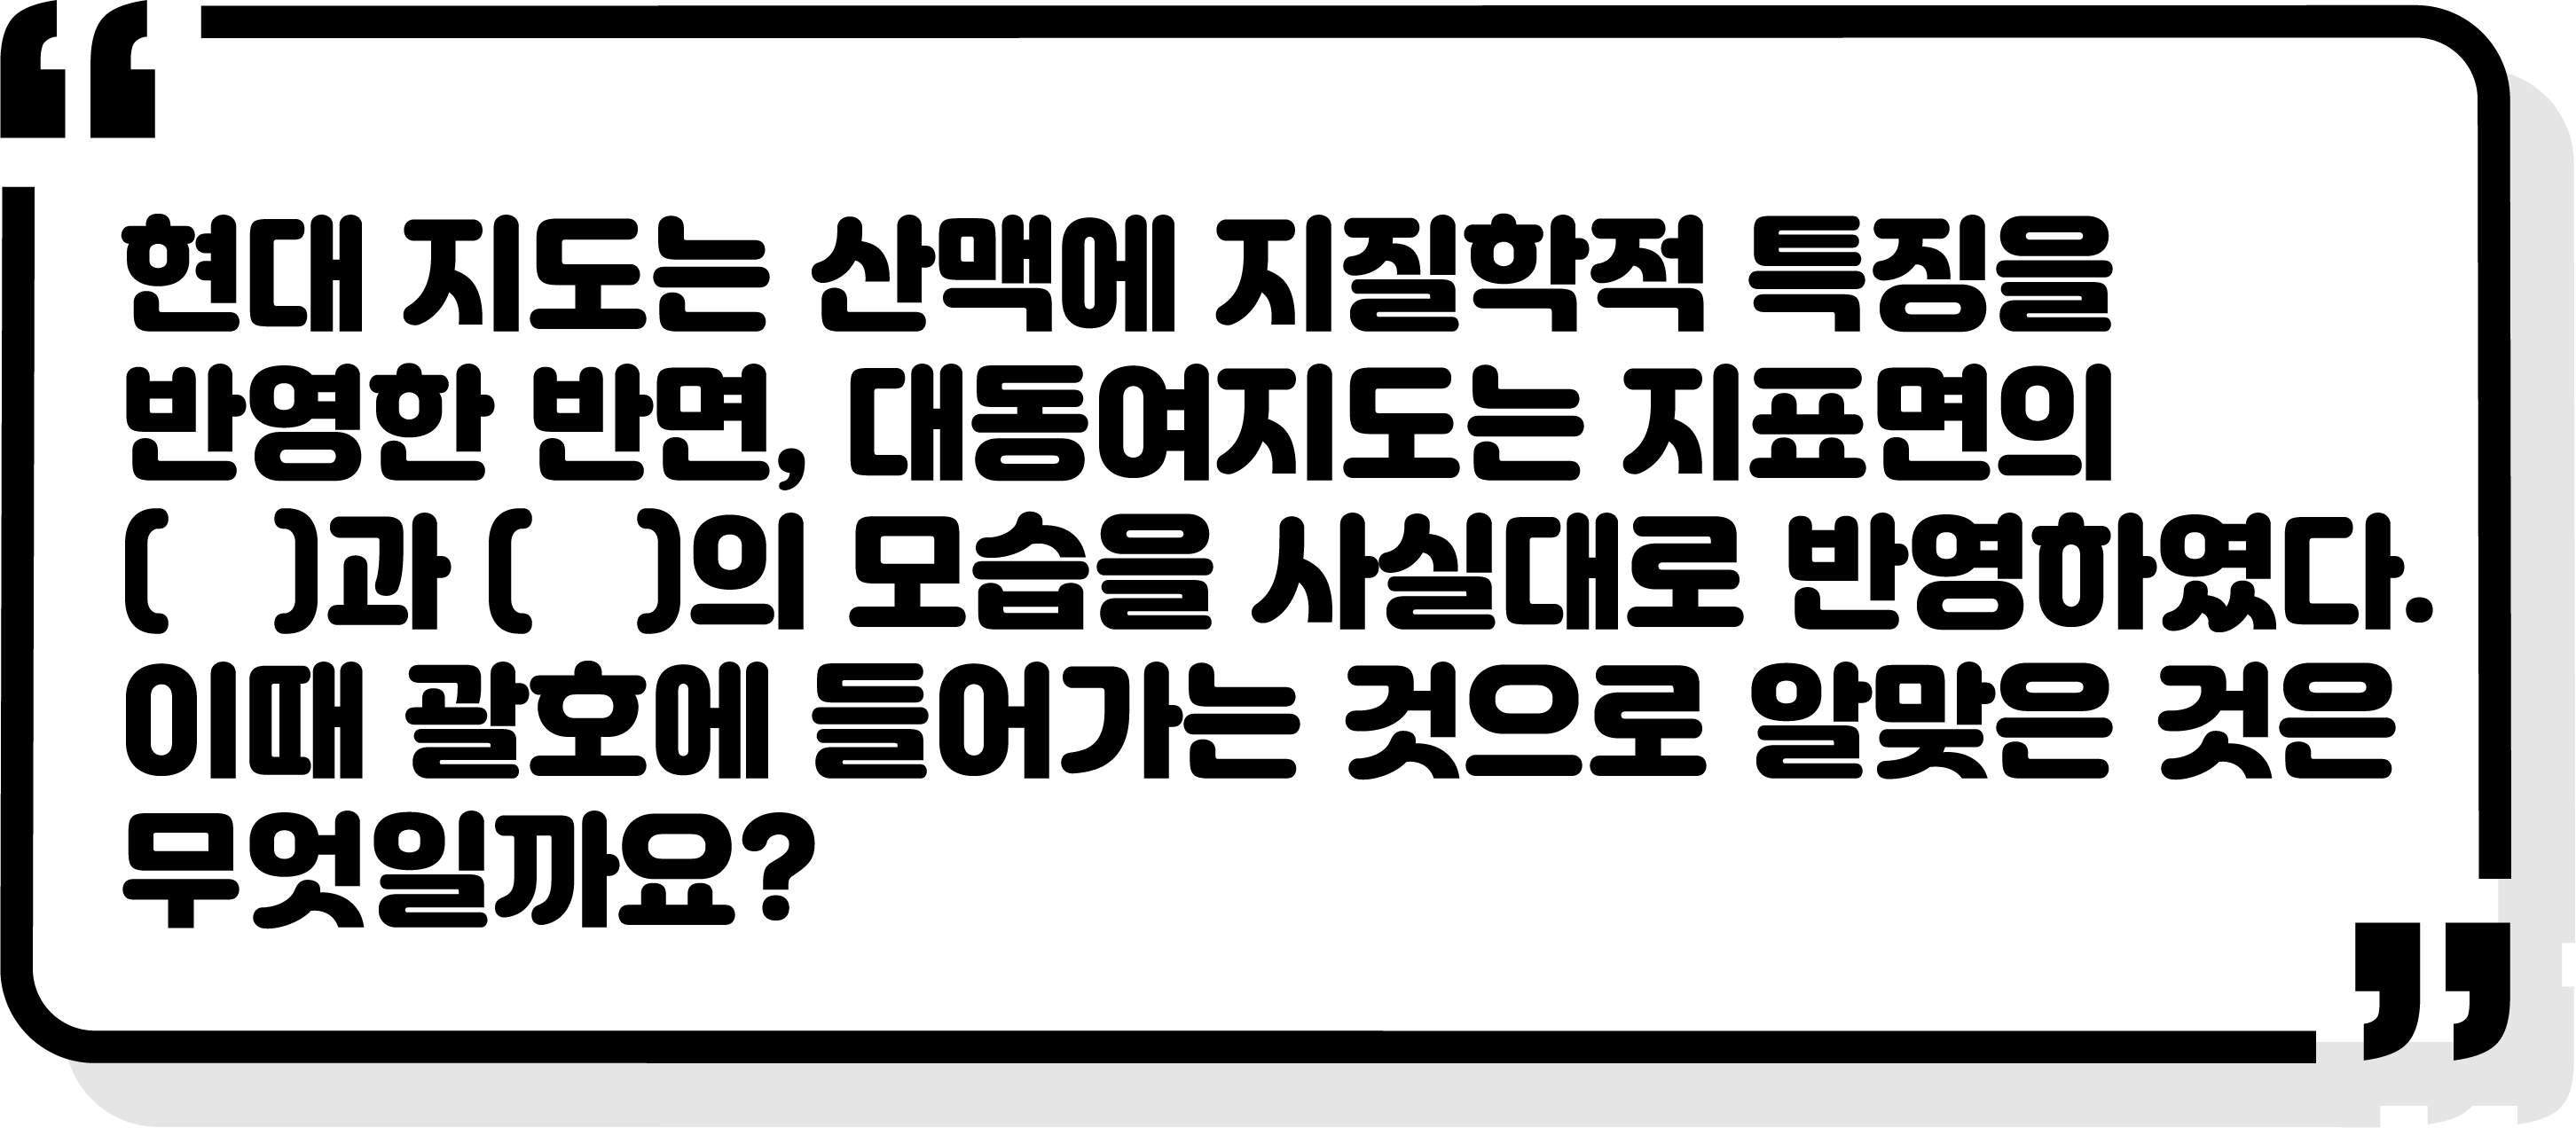 현대 지도는 산맥에 지질학적 특징을
반영한 반면, 대동여지도는 지표면의
(   )과 (   )의 모습을 사실대로 반영하였다.
이때 괄호에 들어가는 것으로 알맞은 것은
무엇일까요?